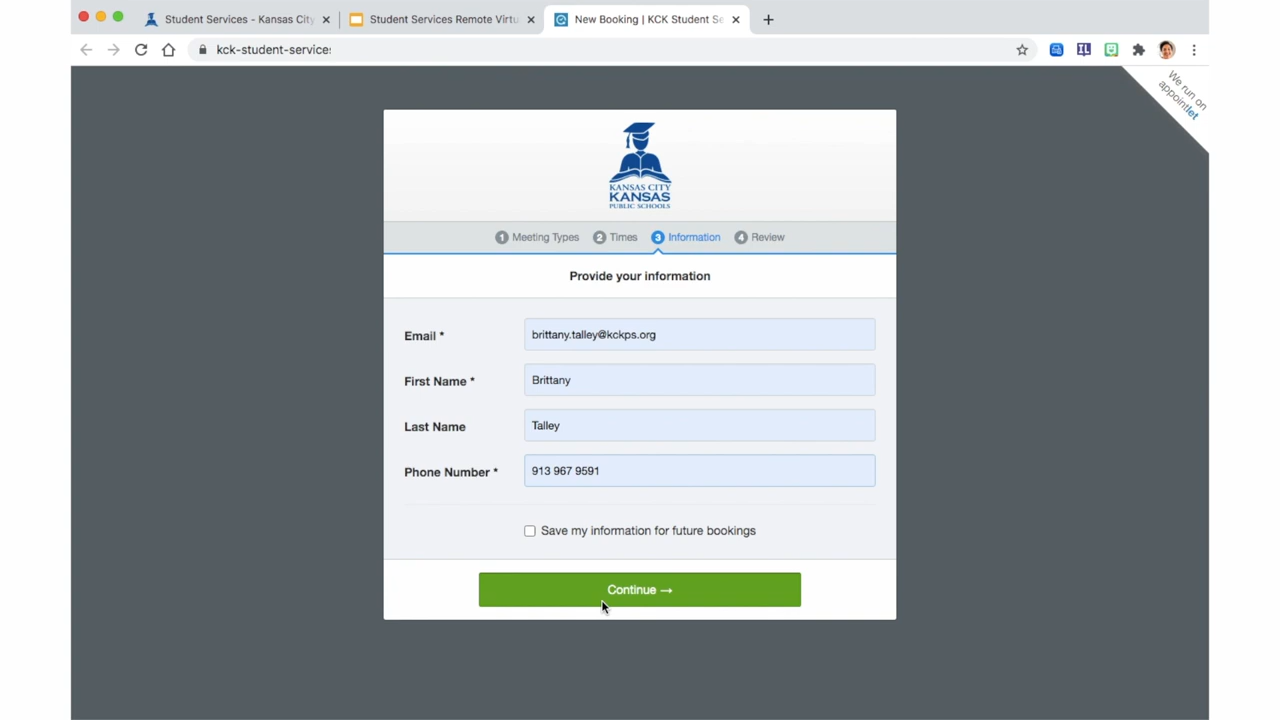 Student Services - Kansas City
Student Services Remote Virtu
New Booking | KCK Student Se
kck-student-services
IL
We run on
appointlet
KANSAS CITY
KANSAS
PUBLIC SCHOOLS
1 Meeting Types 2 Times 3 Information 4 Review
Provide your information
Email * brittany.talley@kckps.org
First Name * Brittany
Last Name Talley
Phone Number * 913 967 9591
Save my information for future bookings
Continue →